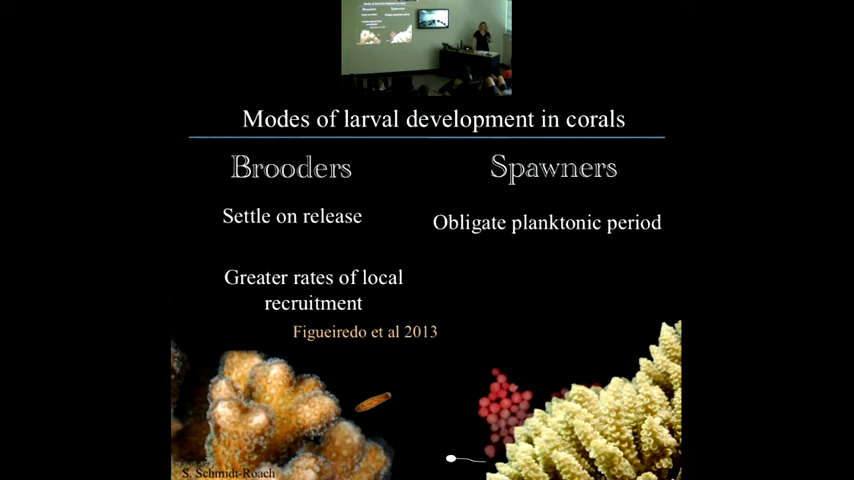 Modes of larval development in corals
Brooders
Spawners
Settle on release
Obligate planktonic period
Greater rates of local
recruitment
Figueiredo et al 2013
S. Schmidt-Roach